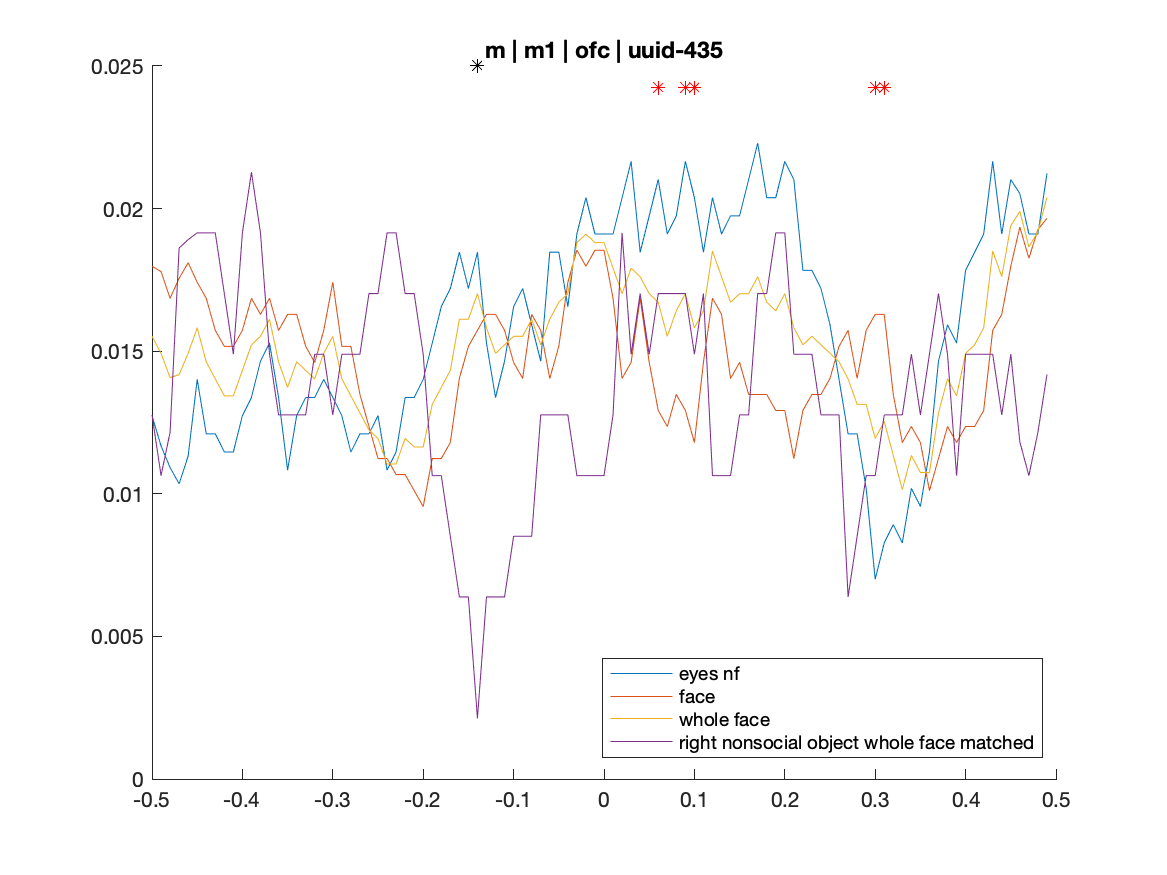 m | m1 | ofc | uuid-435
0.025
0.02
0.015
0.01
0.005
0
-0.5 -0.4 -0.3 -0.2 -0.1 0 0.1 0.2 0.3 0.4 0.5
eyes nf
face
whole face
right nonsocial object whole face matched